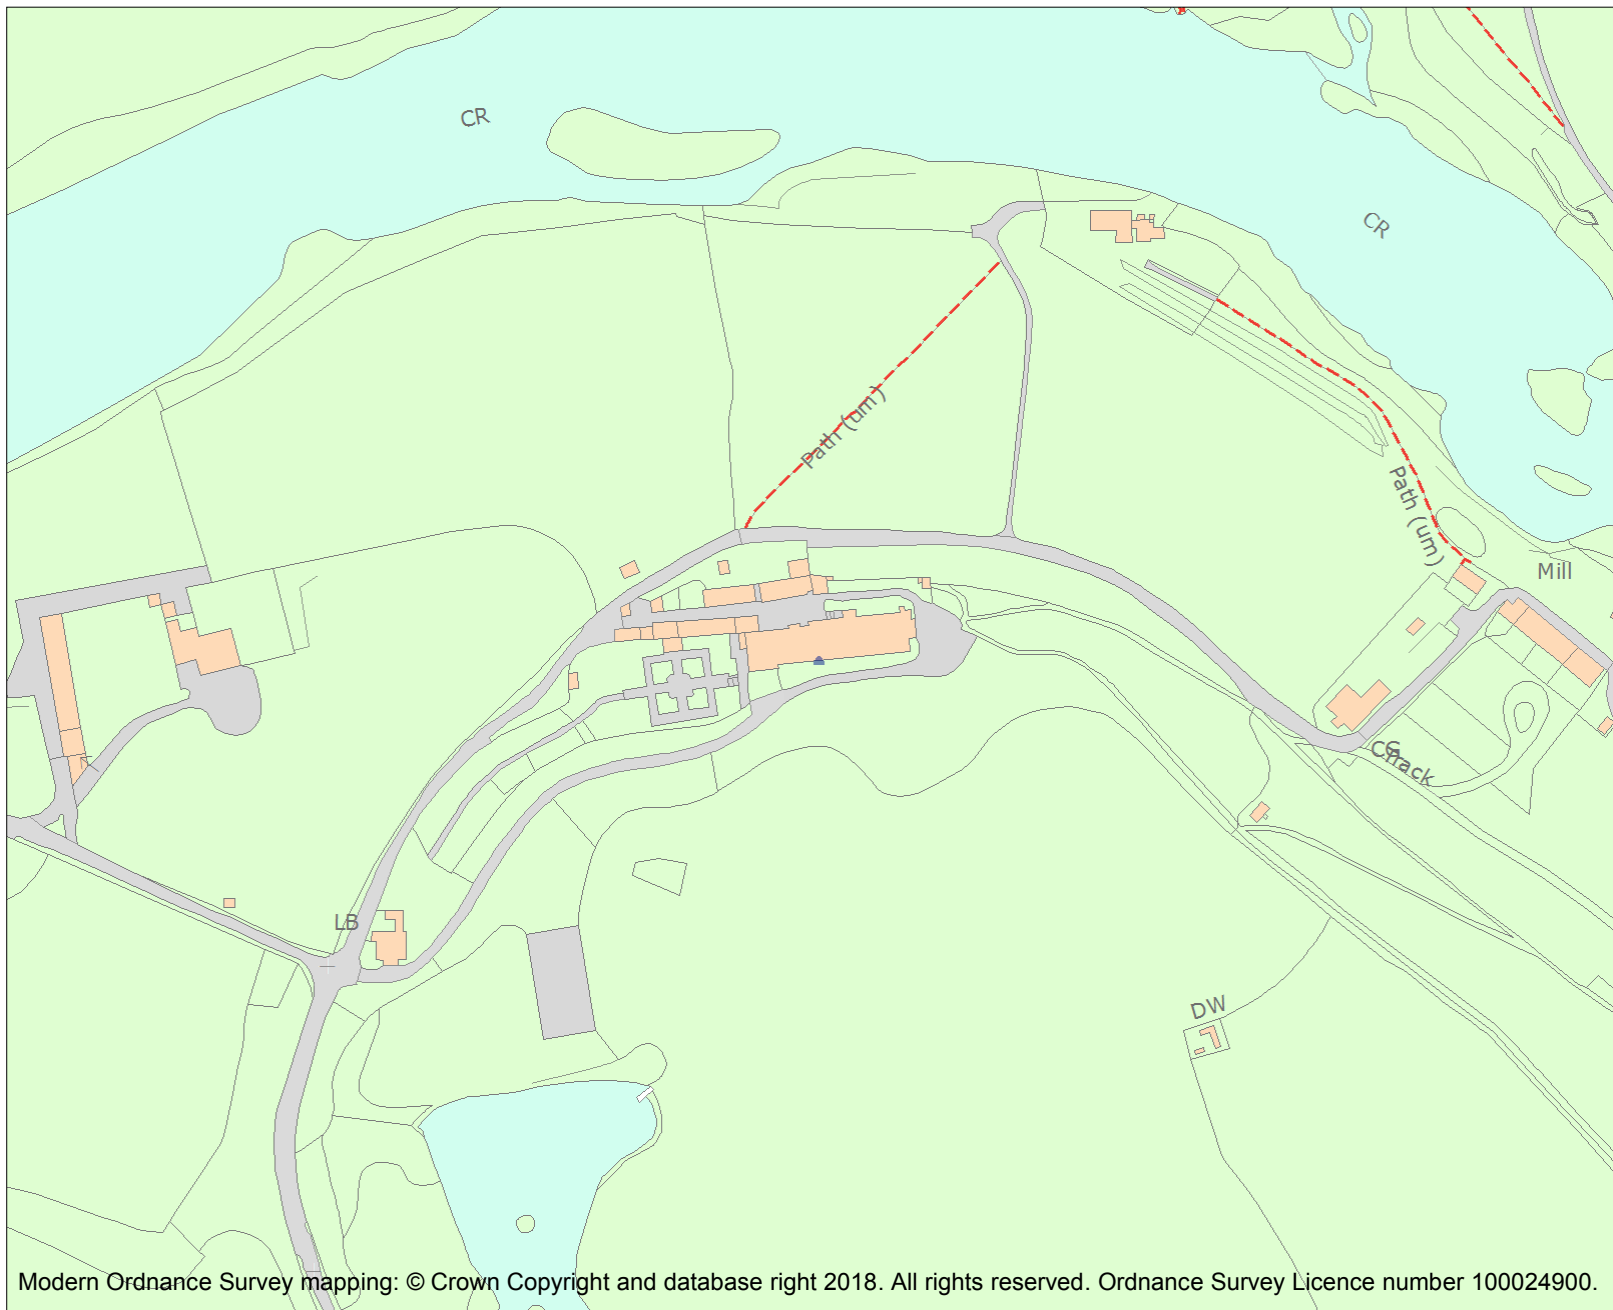 CR
CR
Path (um)
Path (um)
Mill
Track
LB
DW
Modern Ordnance Survey mapping: © Crown Copyright and database right 2018. All rights reserved. Ordnance Survey Licence number 100024900.